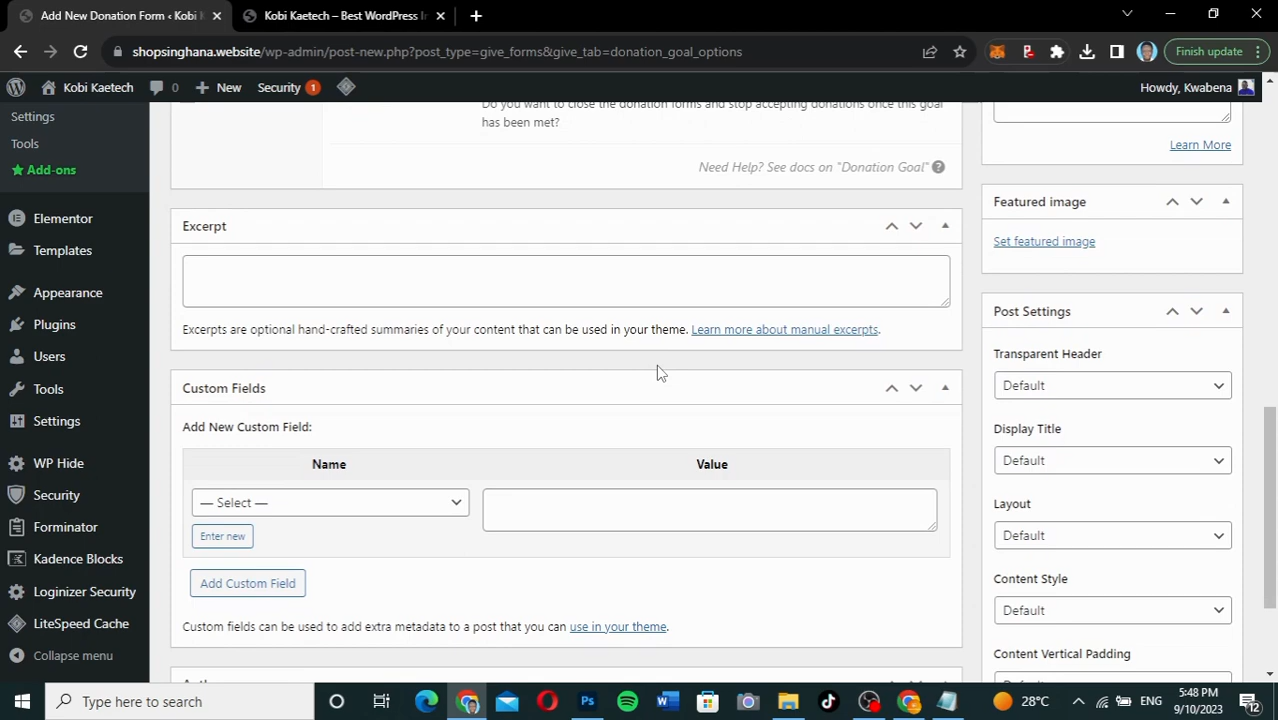 Add New Donation Form ‹ Kobi K
Kobi Kaetech – Best WordPress I
shopsinghana.website/wp-admin/post-new.php?post_type=give_forms&give_tab=donation_goal_options
Finish update
Kobi Kaetech
0
New
Security 1
Howdy, Kwabena
Settings
Tools
Add-ons
Elementor
Templates
Appearance
Plugins
Users
Tools
Settings
WP Hide
Security
Forminator
Kadence Blocks
Loginizer Security
LiteSpeed Cache
Collapse menu
Do you want to close the donation forms and stop accepting donations once this goal
has been met?
Need Help? See docs on "Donation Goal" ?
Excerpt
Excerpts are optional hand-crafted summaries of your content that can be used in your theme. Learn more about manual excerpts.
Custom Fields
Add New Custom Field:
Name Value
— Select —
Enter new
Add Custom Field
Custom fields can be used to add extra metadata to a post that you can use in your theme.
Learn More
Featured image
Set featured image
Post Settings
Transparent Header
Default
Display Title
Default
Layout
Default
Content Style
Default
Content Vertical Padding
Type here to search
28°C
ENG
5:48 PM
9/10/2023
12